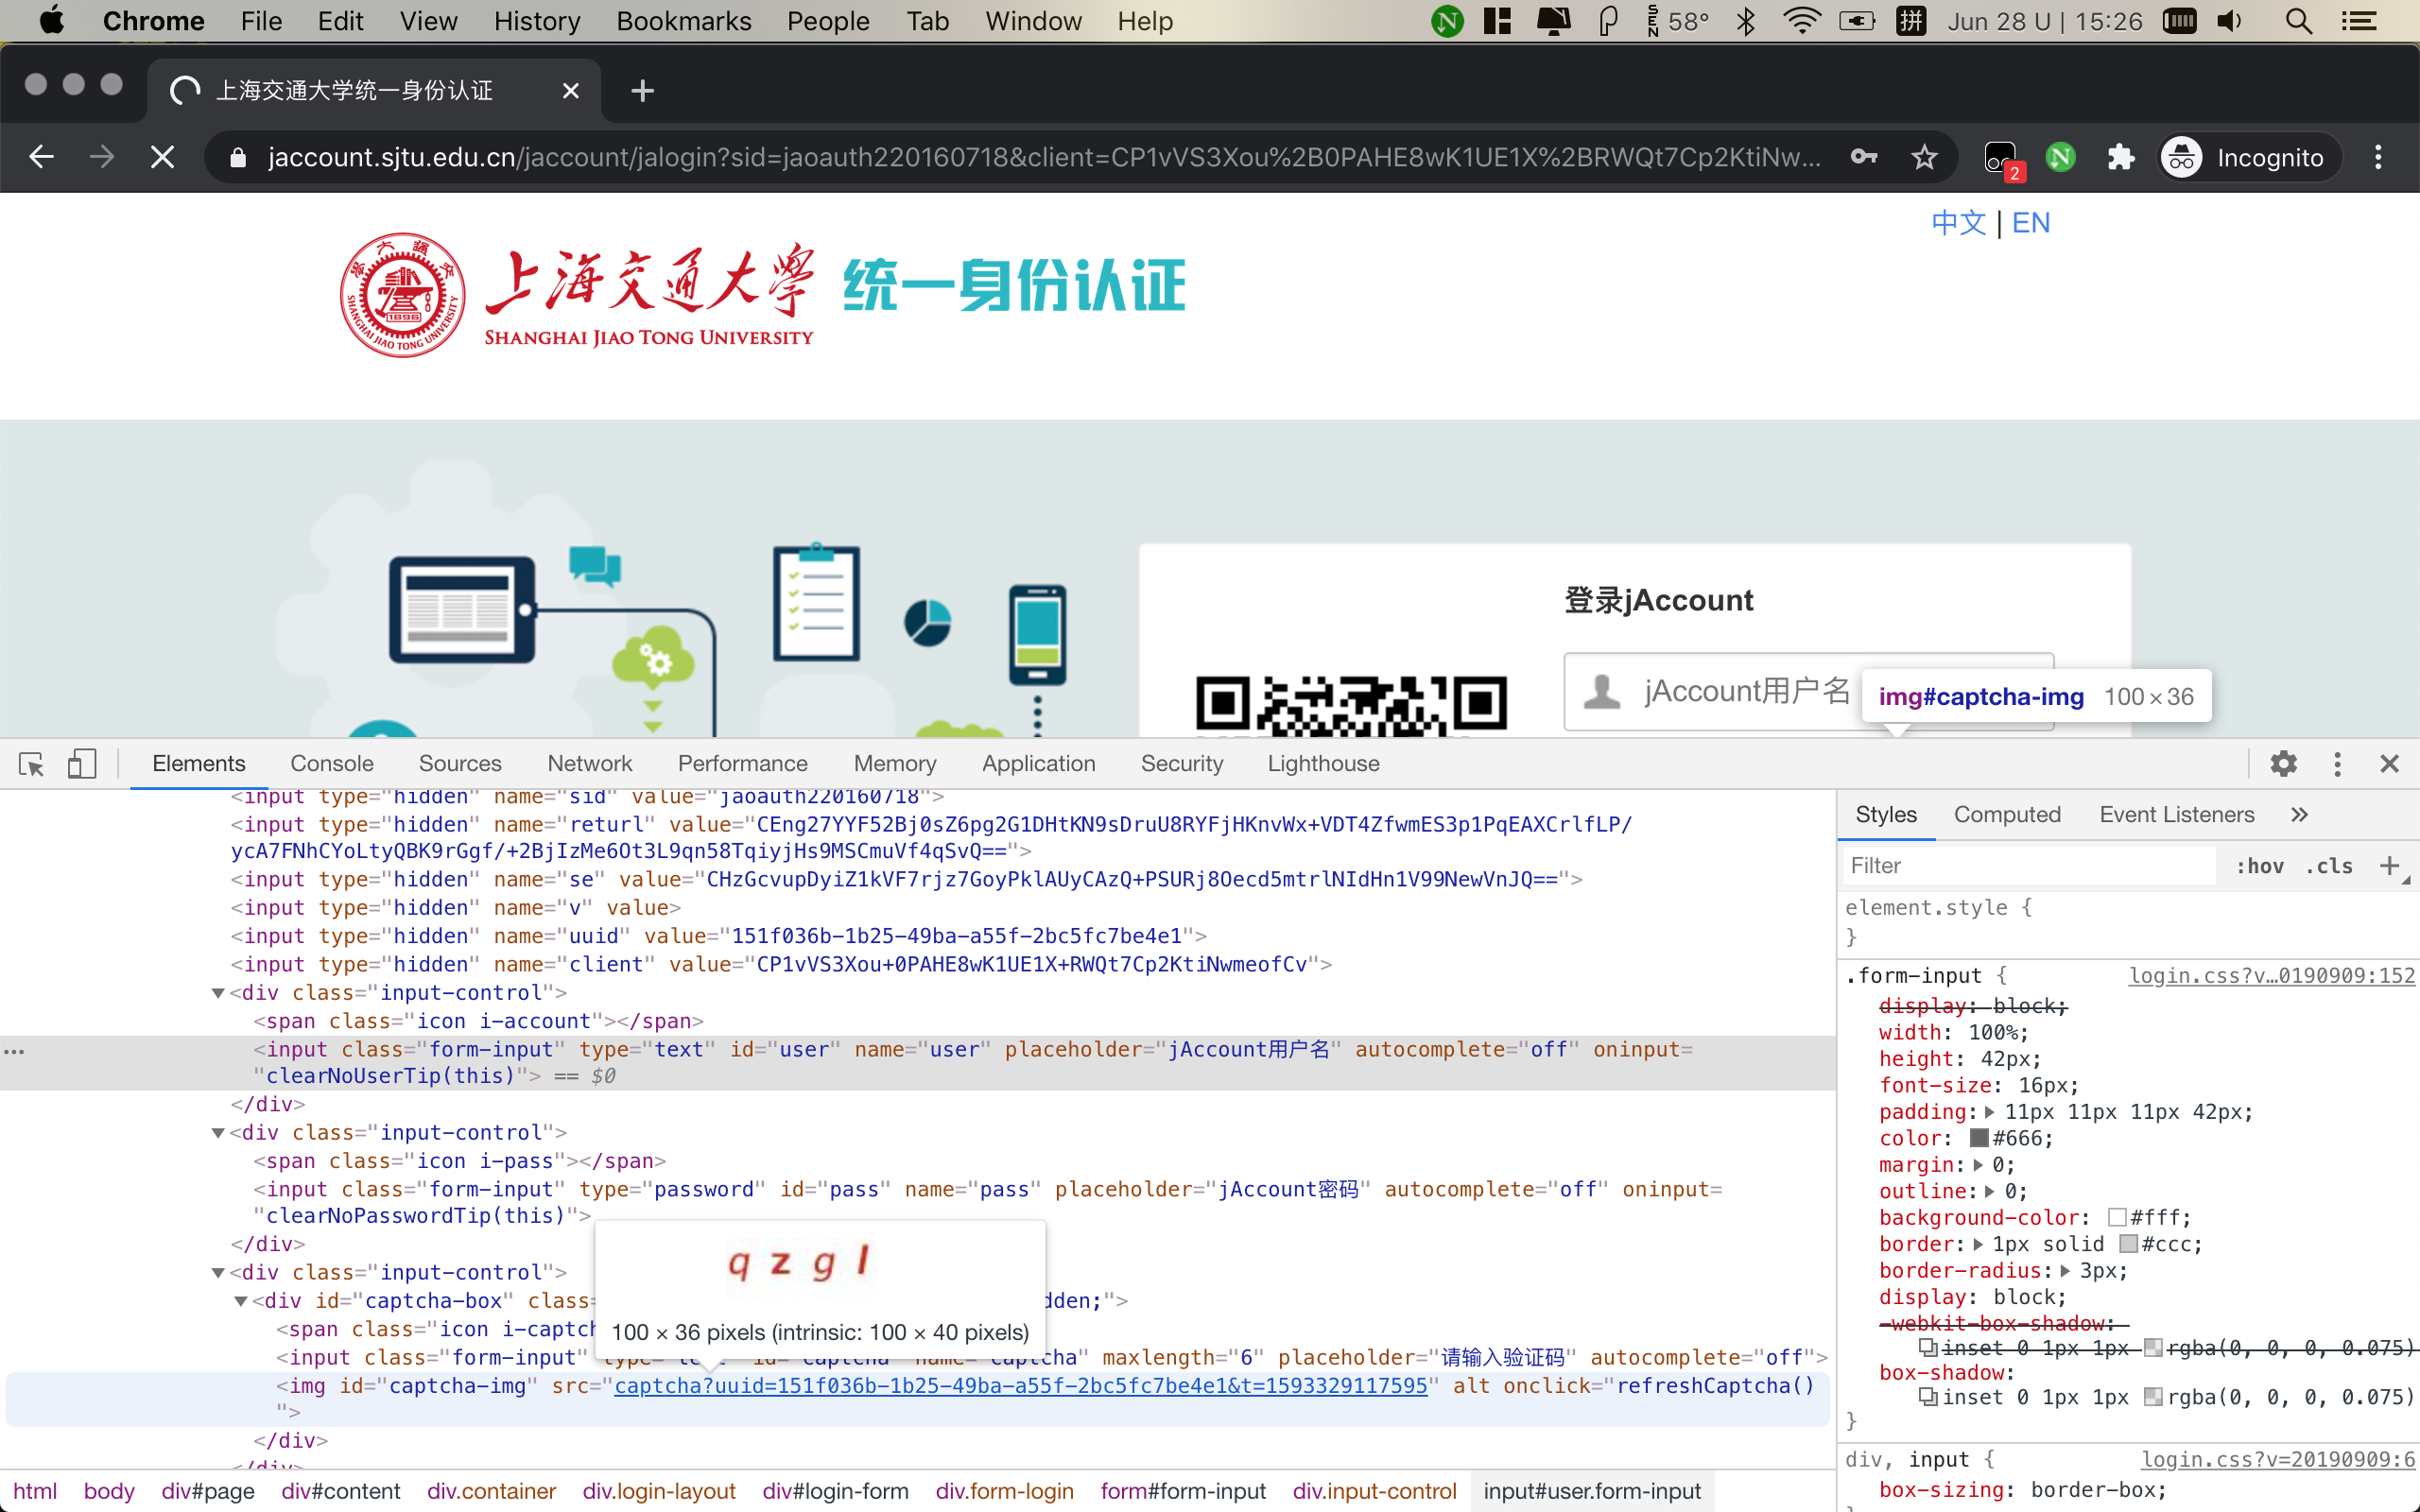 Chrome File Edit View History Bookmarks People Tab Window Help
SEN 58° 拼 Jun 28 U | 15:26
上海交通大学统一身份认证
jaccount.sjtu.edu.cn/jaccount/jalogin?sid=jaoauth220160718&client=CP1vVS3Xou%2B0PAHE8wK1UE1X%2BRWQt7Cp2KtiNw...
2
Incognito
中文 | EN
上海交通大學 统一身份认证
SHANGHAI JIAO TONG UNIVERSITY
1896
登录jAccount
jAccount用户名
img#captcha-img 100 × 36
Elements Console Sources Network Performance Memory Application Security Lighthouse
<input type="hidden" name="sid" value="jaoauth220160718">
<input type="hidden" name="returl" value="CEng27YYF52Bj0sZ6pg2G1DHtKN9sDruU8RYFjHKnvWx+VDT4ZfwmES3p1PqEAXCrlfLP/
ycA7FNhCYoLtyQBK9rGgf/+2BjIzMe6Ot3L9qn58TqiyjHs9MSCmuVf4qSvQ==">
<input type="hidden" name="se" value="CHzGcvupDyiZ1kVF7rjz7GoyPklAUyCAzQ+PSURj8Oecd5mtrlNIdHn1V99NewVnJQ==">
<input type="hidden" name="v" value>
<input type="hidden" name="uuid" value="151f036b-1b25-49ba-a55f-2bc5fc7be4e1">
<input type="hidden" name="client" value="CP1vVS3Xou+0PAHE8wK1UE1X+RWQt7Cp2KtiNwmeofCv">
<div class="input-control">
<span class="icon i-account"></span>
<input class="form-input" type="text" id="user" name="user" placeholder="jAccount用户名" autocomplete="off" oninput=
"clearNoUserTip(this)"> == $0
</div>
<div class="input-control">
<span class="icon i-pass"></span>
<input class="form-input" type="password" id="pass" name="pass" placeholder="jAccount密码" autocomplete="off" oninput=
"clearNoPasswordTip(this)">
</div>
<div class="input-control">
q z g l
100 × 36 pixels (intrinsic: 100 × 40 pixels)
<div id="captcha-box" class= dden;">
<span class="icon i-captch
<input class="form-input" type="text" id="captcha" name="captcha" maxlength="6" placeholder="请输入验证码" autocomplete="off">
<img id="captcha-img" src="captcha?uuid=151f036b-1b25-49ba-a55f-2bc5fc7be4e1&t=1593329117595" alt onclick="refreshCaptcha()
">
</div>
</div>
html body div#page div#content div.container div.login-layout div#login-form div.form-login form#form-input div.input-control input#user.form-input
Styles Computed Event Listeners
Filter :hov .cls
element.style {
}
.form-input { login.css?v…0190909:152
display: block;
width: 100%;
height: 42px;
font-size: 16px;
padding: 11px 11px 11px 42px;
color: #666;
margin: 0;
outline: 0;
background-color: #fff;
border: 1px solid #ccc;
border-radius: 3px;
display: block;
-webkit-box-shadow:
inset 0 1px 1px rgba(0, 0, 0, 0.075)
box-shadow:
inset 0 1px 1px rgba(0, 0, 0, 0.075)
}
div, input { login.css?v=20190909:6
box-sizing: border-box;